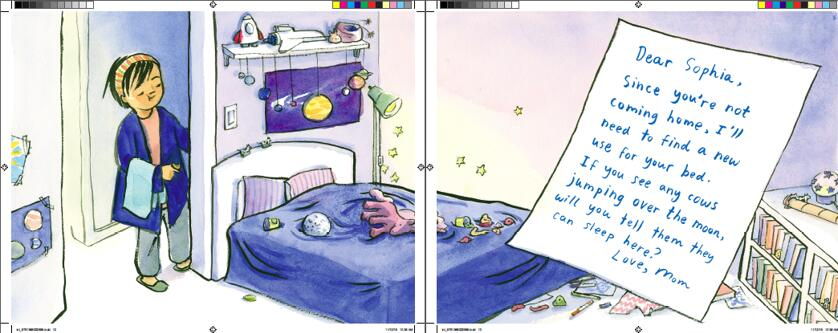 Dear Sophia,
Since you're not
coming home, I'll
need to find a new
use for your bed.
If you see any cows
jumping over the moon,
will you tell them they
can sleep here?
Love, Mom